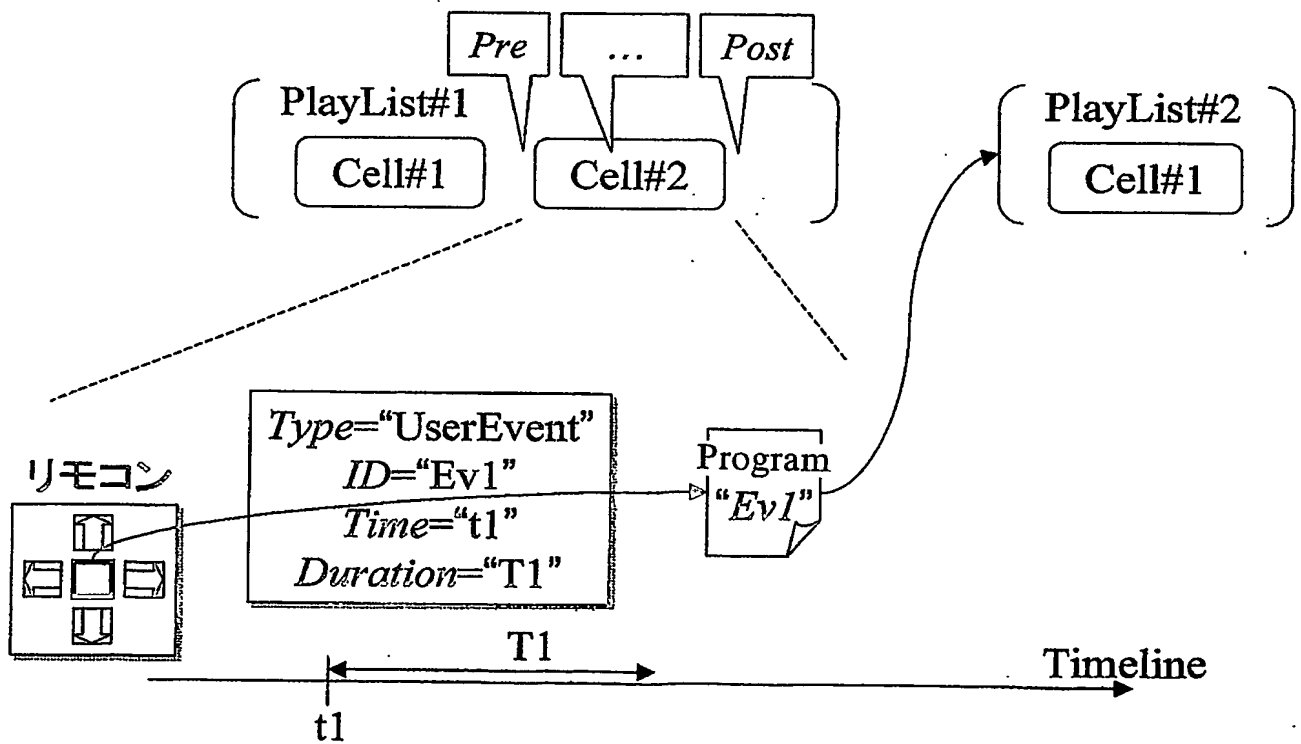 Pre
...
Post
PlayList#1
Cell#1
Cell#2
PlayList#2
Cell#1
Type=“UserEvent”
ID=“Ev1”
Time=“t1”
Duration=“T1”
リモコン
Program
“Ev1”
T1
Timeline
t1